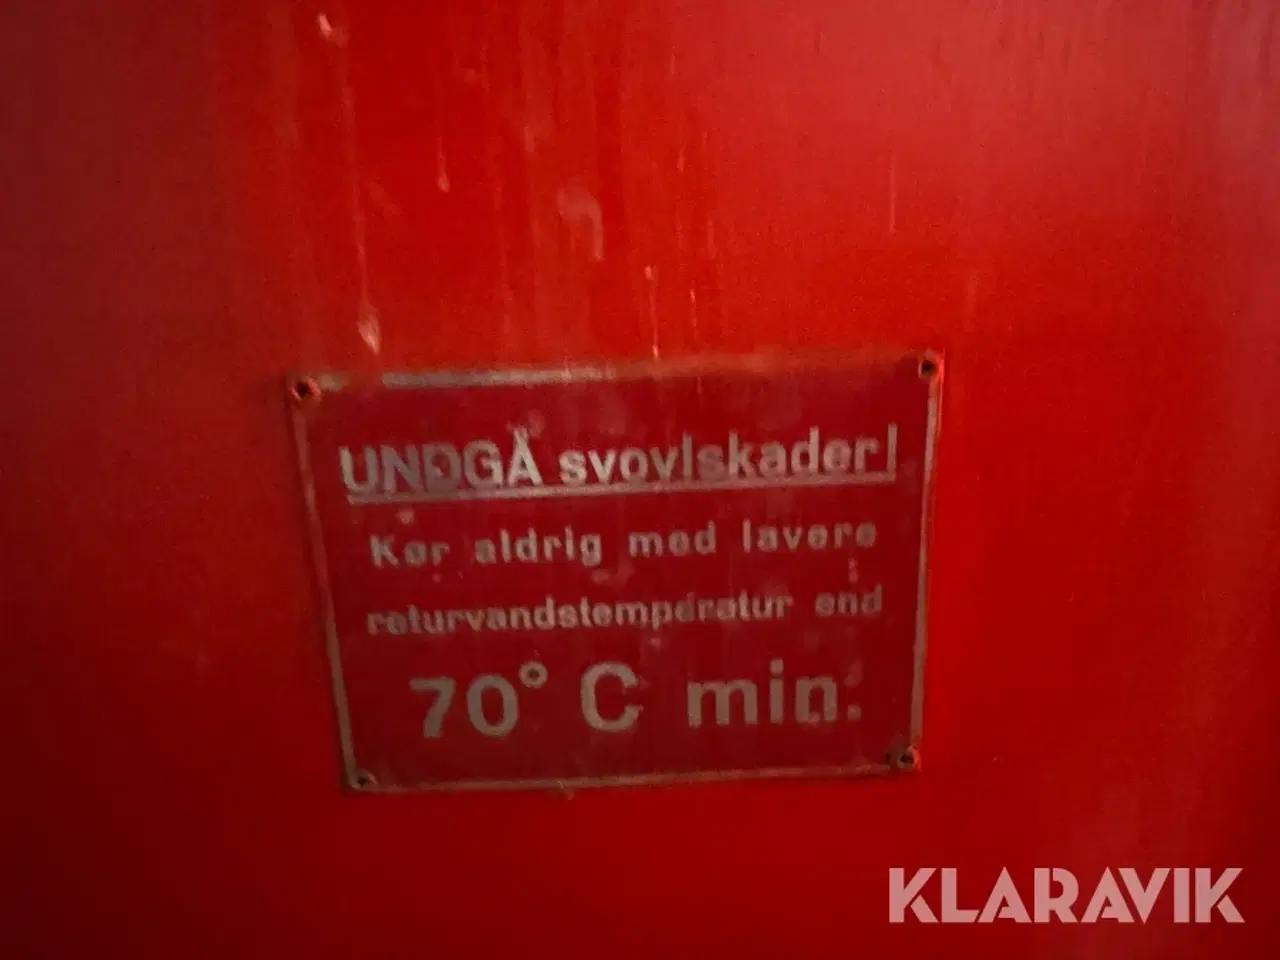 UNDGÅ svovlskader!
Kør aldrig med lavere
returvandstemperatur end
70° C min.
KLARAVIK